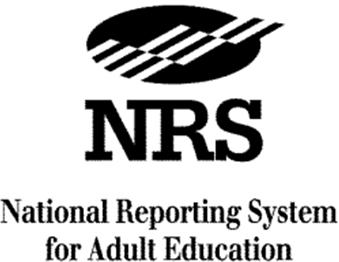 NRS
National Reporting System
for Adult Education